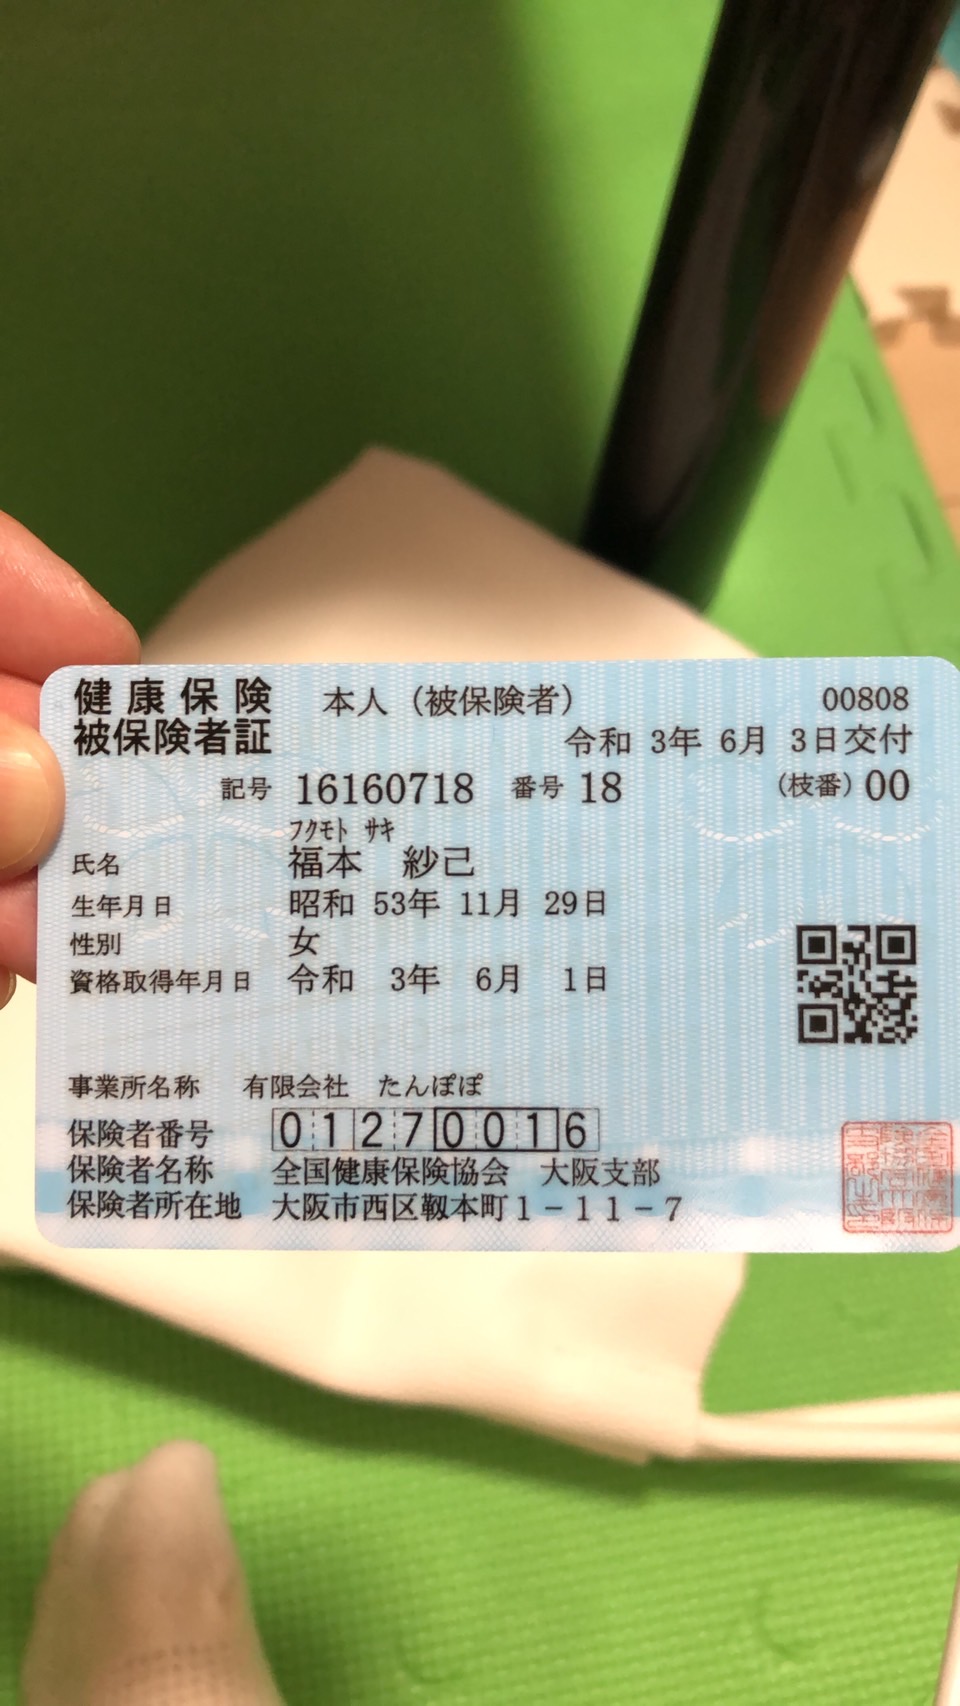 健康保険 本人（被保険者） 00808
被保険者証 令和 3年 6月 3日交付
記号 16160718 番号 18 （枝番）00
フクモト サキ
氏名 福本 紗己
生年月日 昭和 53年 11月 29日
性別 女
資格取得年月日 令和 3年 6月 1日
事業所名称 有限会社 たんぽぽ
保険者番号 01270016
保険者名称 全国健康保険協会 大阪支部
保険者所在地 大阪市西区靱本町1－11－7